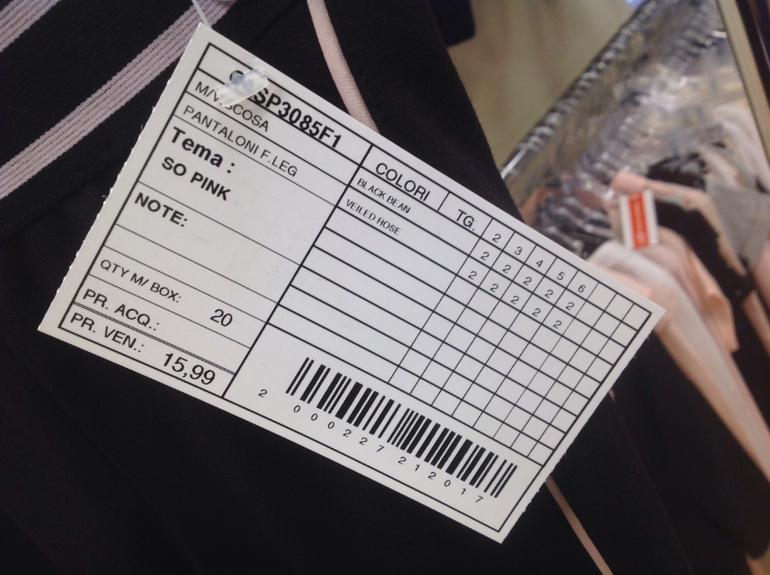 SP3085F1
PANTALONI F.LEG
Tema :
SO PINK
NOTE:
QTY M/ BOX: 20
PR. ACQ.:
PR. VEN.: 15,99
COLORI TG. 2 3 4 5 6
BLACK BEAN 2 2 2 2 2
VEILED ROSE 2 2 2 2 2
2 000227 212017